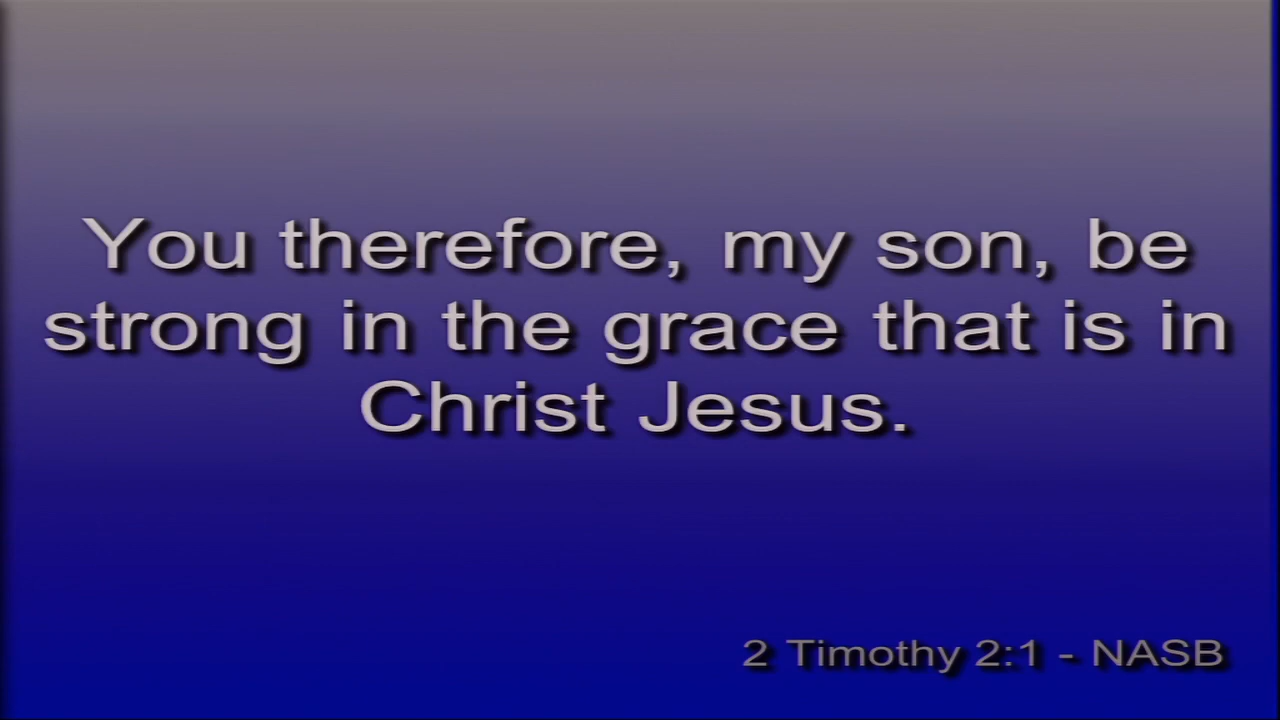 You therefore, my son, be
strong in the grace that is in
Christ Jesus.
2 Timothy 2:1 - NASB